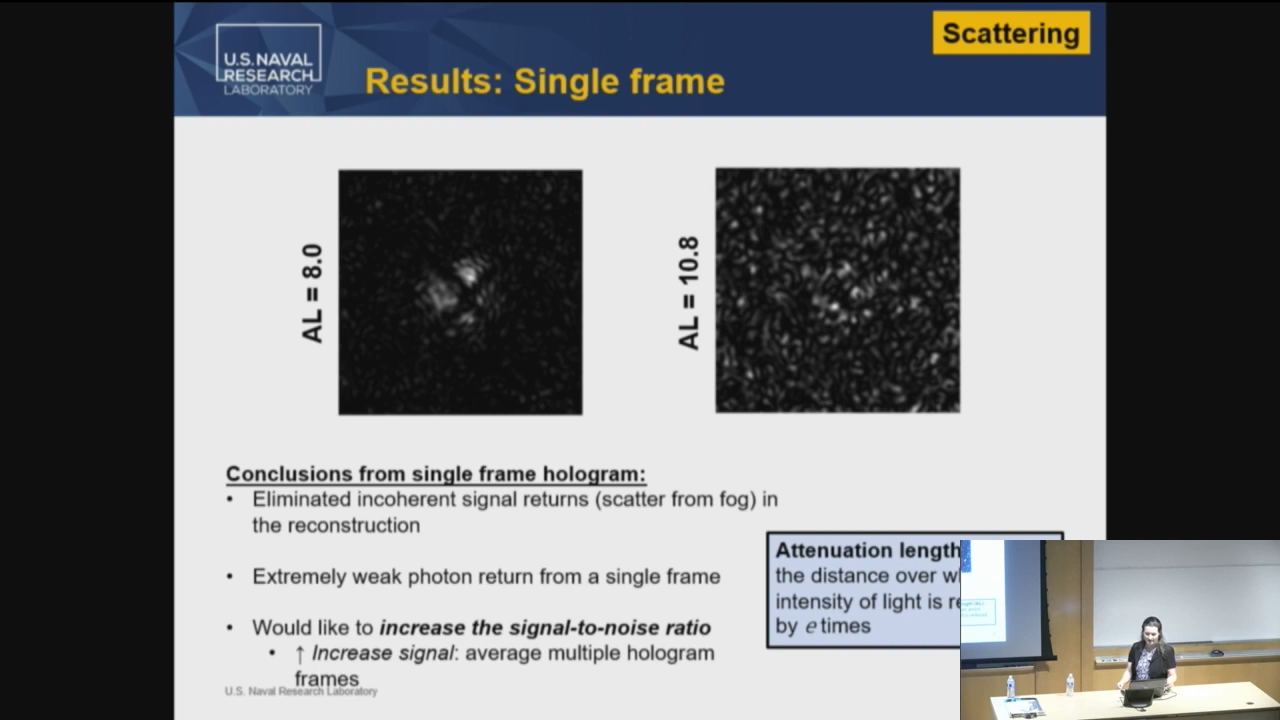 Scattering
U.S. NAVAL
RESEARCH
LABORATORY
Results: Single frame
AL = 8.0
AL = 10.8
Conclusions from single frame hologram:
• Eliminated incoherent signal returns (scatter from fog) in
the reconstruction
• Extremely weak photon return from a single frame
• Would like to increase the signal-to-noise ratio
• ↑ Increase signal: average multiple hologram
frames
Attenuation length
the distance over
intensity of light is
by e times
U.S. Naval Research Laboratory